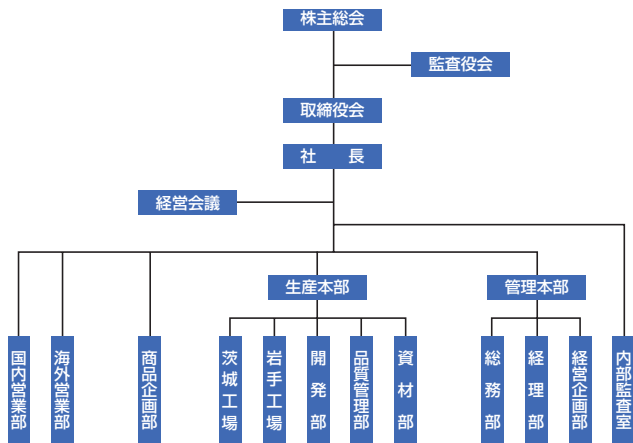 株主総会
監査役会
取締役会
社　長
経営会議
生産本部
管理本部
国内営業部
海外営業部
商品企画部
茨城工場
岩手工場
開発部
品質管理部
資材部
総務部
経理部
経営企画部
内部監査室